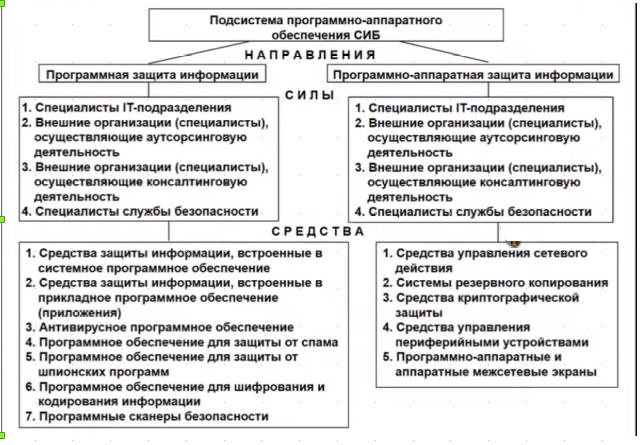 Подсистема программно-аппаратного
обеспечения СИБ
НАПРАВЛЕНИЯ
Программная защита информации
Программно-аппаратная защита информации
СИЛЫ
1. Специалисты IT-подразделения
2. Внешние организации (специалисты),
осуществляющие аутсорсинговую
деятельность
3. Внешние организации (специалисты),
осуществляющие консалтинговую
деятельность
4. Специалисты службы безопасности
1. Специалисты IT-подразделения
2. Внешние организации (специалисты),
осуществляющие аутсорсинговую
деятельность
3. Внешние организации (специалисты),
осуществляющие консалтинговую
деятельность
4. Специалисты службы безопасности
СРЕДСТВА
1. Средства защиты информации, встроенные в
системное программное обеспечение
2. Средства защиты информации, встроенные в
прикладное программное обеспечение
(приложения)
3. Антивирусное программное обеспечение
4. Программное обеспечение для защиты от спама
5. Программное обеспечение для защиты от
шпионских программ
6. Программное обеспечение для шифрования и
кодирования информации
7. Программные сканеры безопасности
1. Средства управления сетевого
действия
2. Системы резервного копирования
3. Средства криптографической
защиты
4. Средства управления
периферийными устройствами
5. Программно-аппаратные и
аппаратные межсетевые экраны